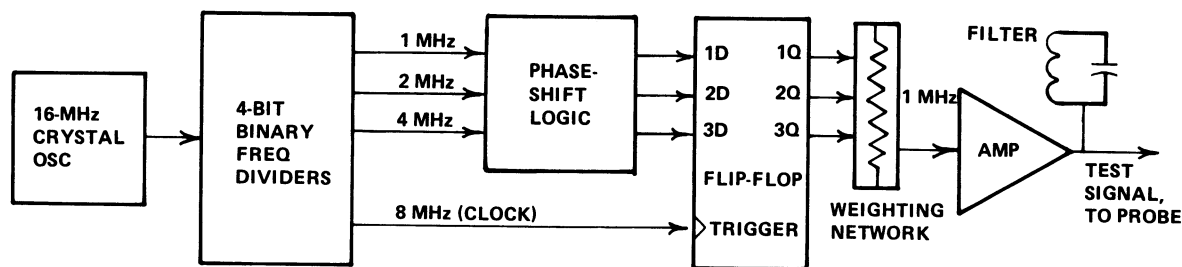 16-MHz
CRYSTAL
OSC
4-BIT
BINARY
FREQ
DIVIDERS
1 MHz
2 MHz
4 MHz
8 MHz (CLOCK)
PHASE-
SHIFT
LOGIC
1D 1Q
2D 2Q
3D 3Q
FLIP-FLOP
TRIGGER
WEIGHTING
NETWORK
1 MHz
AMP
FILTER
TEST
SIGNAL,
TO PROBE